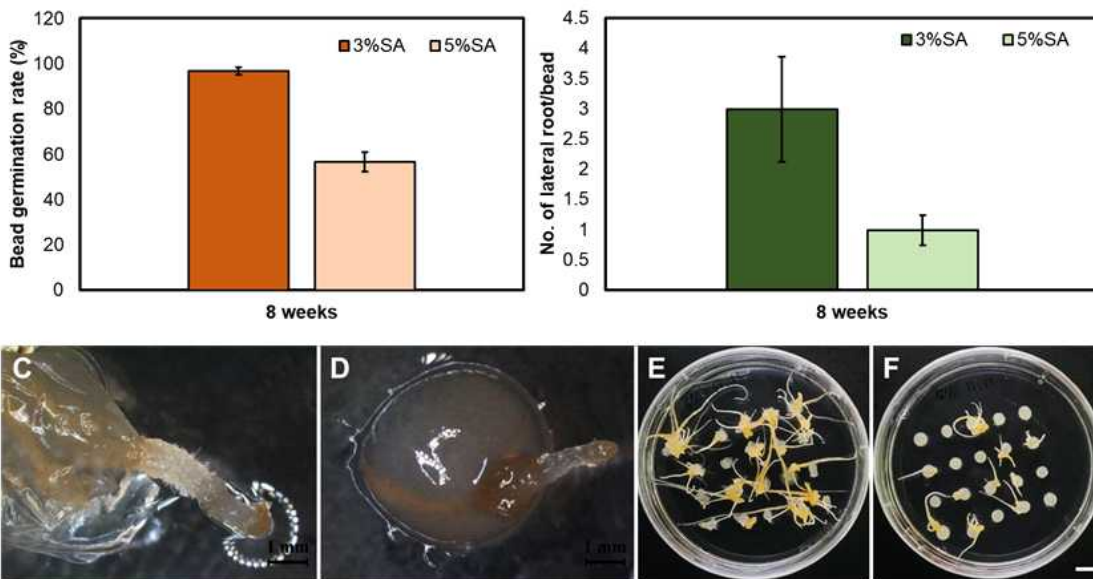 Bead germination rate (%)
120
100
80
60
40
20
0
3%SA 5%SA
8 weeks
No. of lateral root/bead
4.5
4
3.5
3
2.5
2
1.5
1
0.5
0
3%SA 5%SA
8 weeks
C
1 mm
D
1 mm
E
F